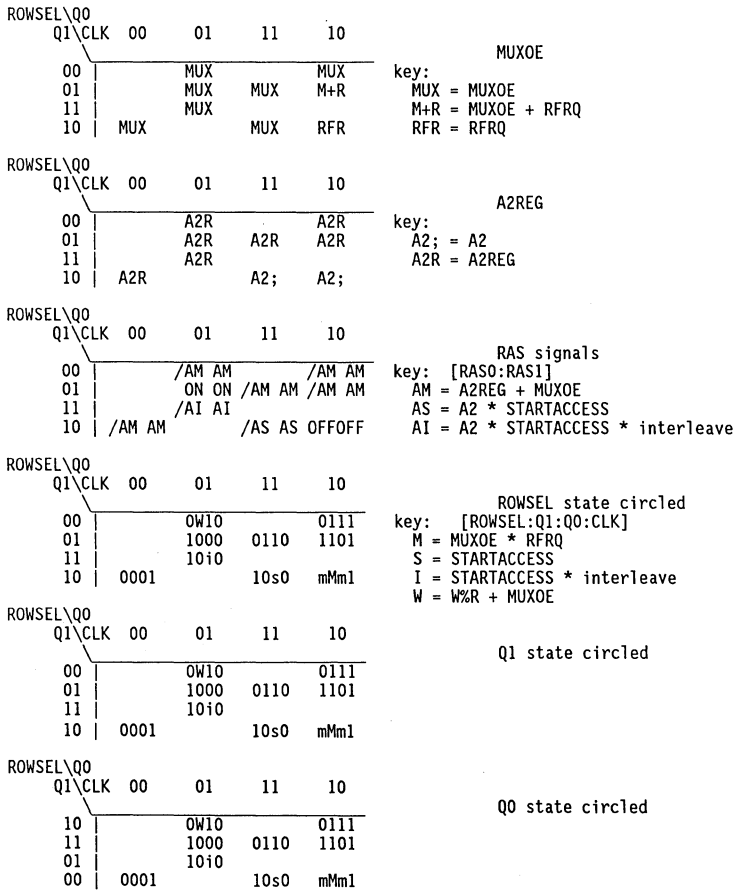 ROWSEL\Q0
Q1\CLK 00 01 11 10
MUXOE
00 | MUX MUX key:
01 | MUX MUX M+R MUX = MUXOE
11 | MUX M+R = MUXOE + RFRQ
10 | MUX MUX RFR RFR = RFRQ
ROWSEL\Q0
Q1\CLK 00 01 11 10
A2REG
00 | A2R A2R key:
01 | A2R A2R A2R A2; = A2
11 | A2R A2R = A2REG
10 | A2R A2; A2;
ROWSEL\Q0
Q1\CLK 00 01 11 10
RAS signals
00 | /AM AM /AM AM key: [RAS0:RAS1]
01 | ON ON /AM AM /AM AM AM = A2REG + MUXOE
11 | /AI AI AS = A2 * STARTACCESS
10 | /AM AM /AS AS OFFOFF AI = A2 * STARTACCESS * interleave
ROWSEL\Q0
Q1\CLK 00 01 11 10
ROWSEL state circled
00 | 0W10 0111 key: [ROWSEL:Q1:Q0:CLK]
01 | 1000 0110 1101 M = MUXOE * RFRQ
11 | 10i0 S = STARTACCESS
10 | 0001 10s0 mMm1 I = STARTACCESS * interleave
W = W%R + MUXOE
ROWSEL\Q0
Q1\CLK 00 01 11 10
Q1 state circled
00 | 0W10 0111
01 | 1000 0110 1101
11 | 10i0
10 | 0001 10s0 mMm1
ROWSEL\Q0
Q1\CLK 00 01 11 10
Q0 state circled
10 | 0W10 0111
11 | 1000 0110 1101
01 | 10i0
00 | 0001 10s0 mMm1